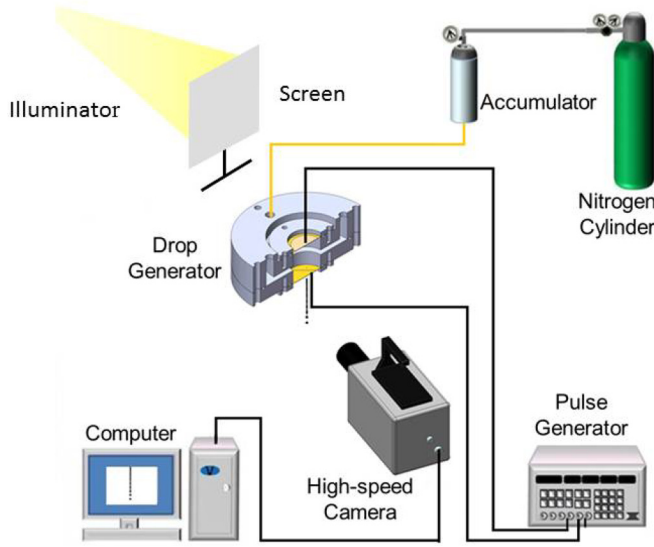 Illuminator
Screen
Accumulator
Nitrogen
Cylinder
Drop
Generator
Computer
V
High-speed
Camera
Pulse
Generator